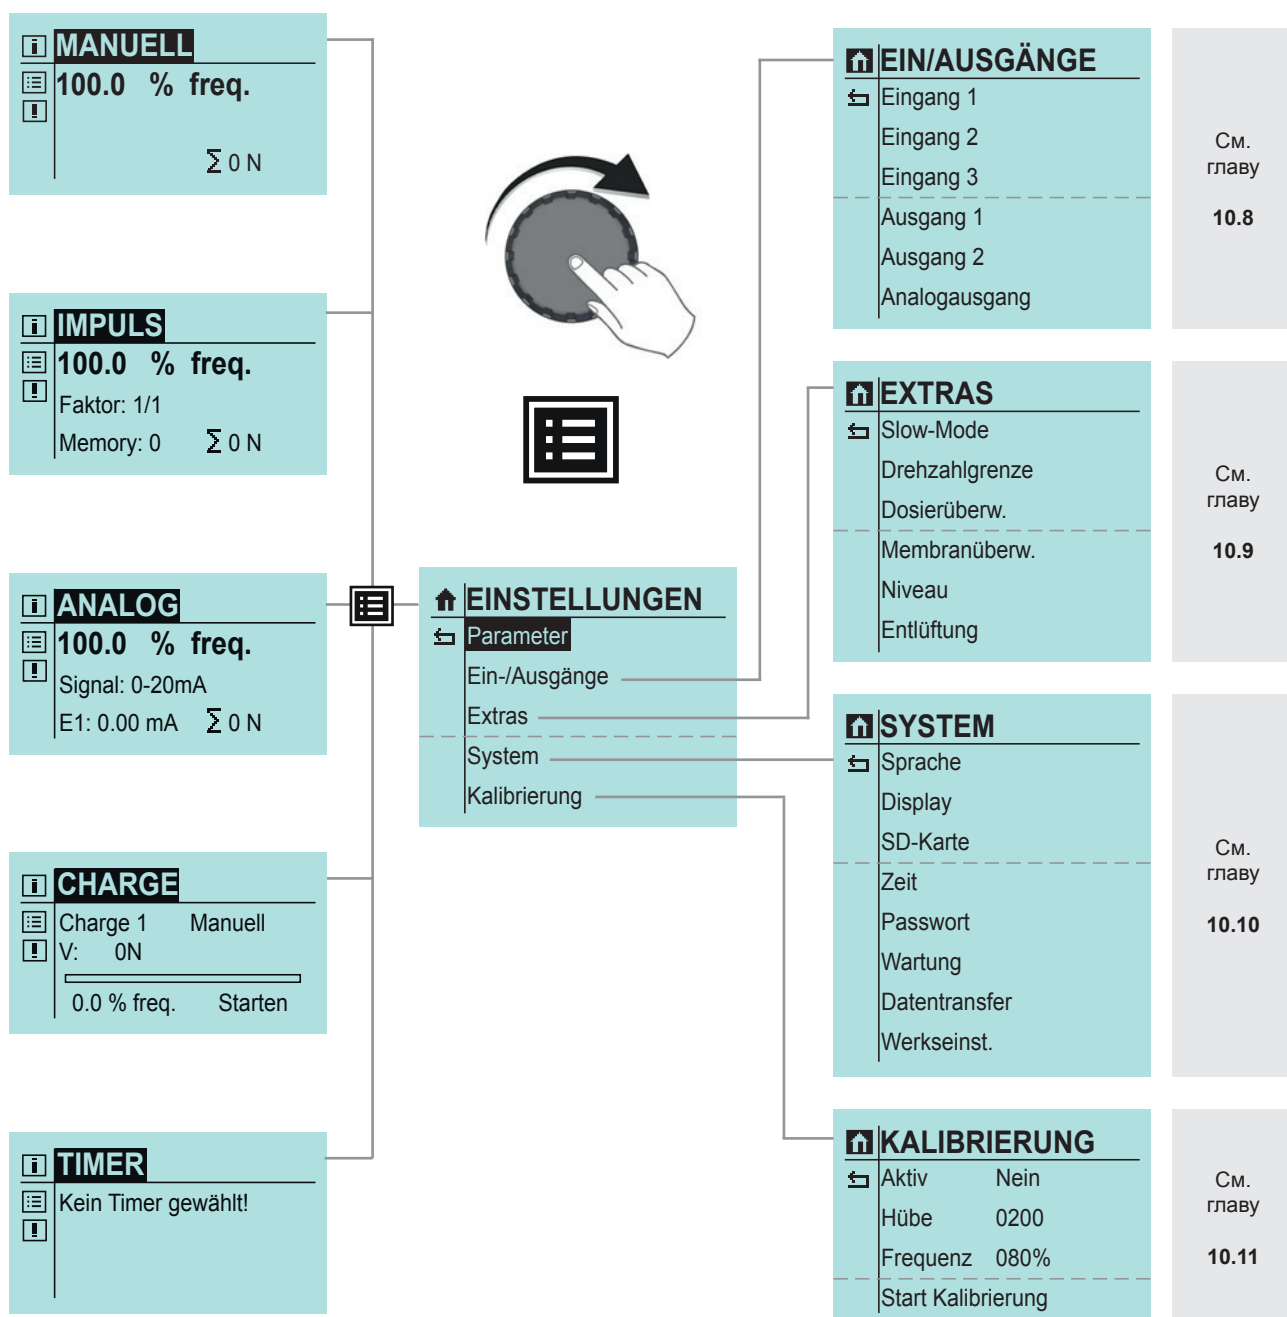 MANUELL
100.0 % freq.
Σ 0 N
IMPULS
100.0 % freq.
Faktor: 1/1
Memory: 0 Σ 0 N
ANALOG
100.0 % freq.
Signal: 0-20mA
E1: 0.00 mA Σ 0 N
CHARGE
Charge 1 Manuell
V: 0N
0.0 % freq. Starten
TIMER
Kein Timer gewählt!
EINSTELLUNGEN
Parameter
Ein-/Ausgänge
Extras
System
Kalibrierung
EIN/AUSGÄNGE
Eingang 1
Eingang 2
Eingang 3
Ausgang 1
Ausgang 2
Analogausgang
См.
главу
10.8
EXTRAS
Slow-Mode
Drehzahlgrenze
Dosierüberw.
Membranüberw.
Niveau
Entlüftung
См.
главу
10.9
SYSTEM
Sprache
Display
SD-Karte
Zeit
Passwort
Wartung
Datentransfer
Werkseinst.
См.
главу
10.10
KALIBRIERUNG
Aktiv Nein
Hübe 0200
Frequenz 080%
Start Kalibrierung
См.
главу
10.11